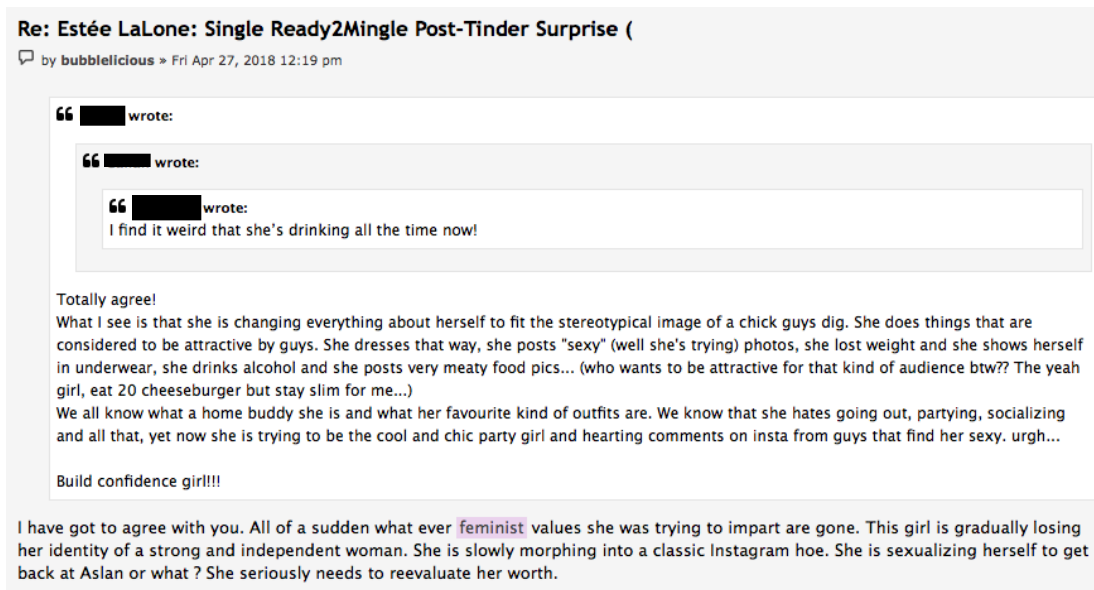 Re: Estée LaLone: Single Ready2Mingle Post-Tinder Surprise (
by bubblelicious » Fri Apr 27, 2018 12:19 pm
wrote:
wrote:
wrote:
I find it weird that she's drinking all the time now!
Totally agree!
What I see is that she is changing everything about herself to fit the stereotypical image of a chick guys dig. She does things that are
considered to be attractive by guys. She dresses that way, she posts "sexy" (well she's trying) photos, she lost weight and she shows herself
in underwear, she drinks alcohol and she posts very meaty food pics... (who wants to be attractive for that kind of audience btw?? The yeah
girl, eat 20 cheeseburger but stay slim for me...)
We all know what a home buddy she is and what her favourite kind of outfits are. We know that she hates going out, partying, socializing
and all that, yet now she is trying to be the cool and chic party girl and hearting comments on insta from guys that find her sexy. urgh...
Build confidence girl!!!
I have got to agree with you. All of a sudden what ever feminist values she was trying to impart are gone. This girl is gradually losing
her identity of a strong and independent woman. She is slowly morphing into a classic Instagram hoe. She is sexualizing herself to get
back at Aslan or what ? She seriously needs to reevaluate her worth.